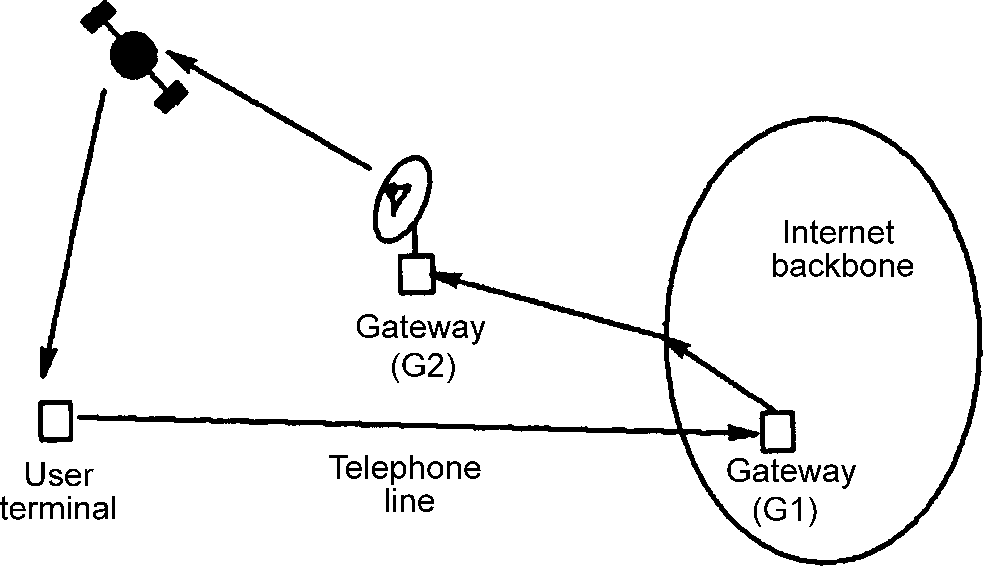 Internet
backbone
Gateway
(G2)
User
terminal
Telephone
line
Gateway
(G1)